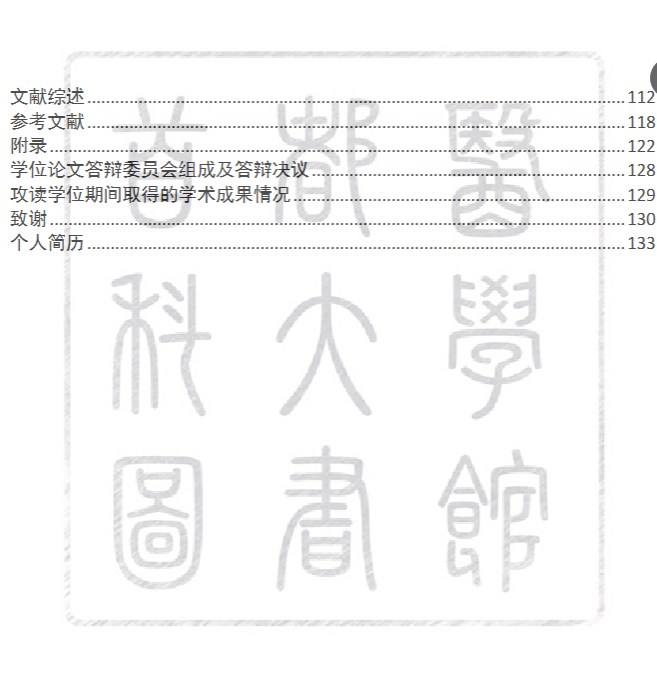 文献综述 112
参考文献 118
附录 122
学位论文答辩委员会组成及答辩决议 128
攻读学位期间取得的学术成果情况 129
致谢 130
个人简历 133
首都醫
科大學
圖書館